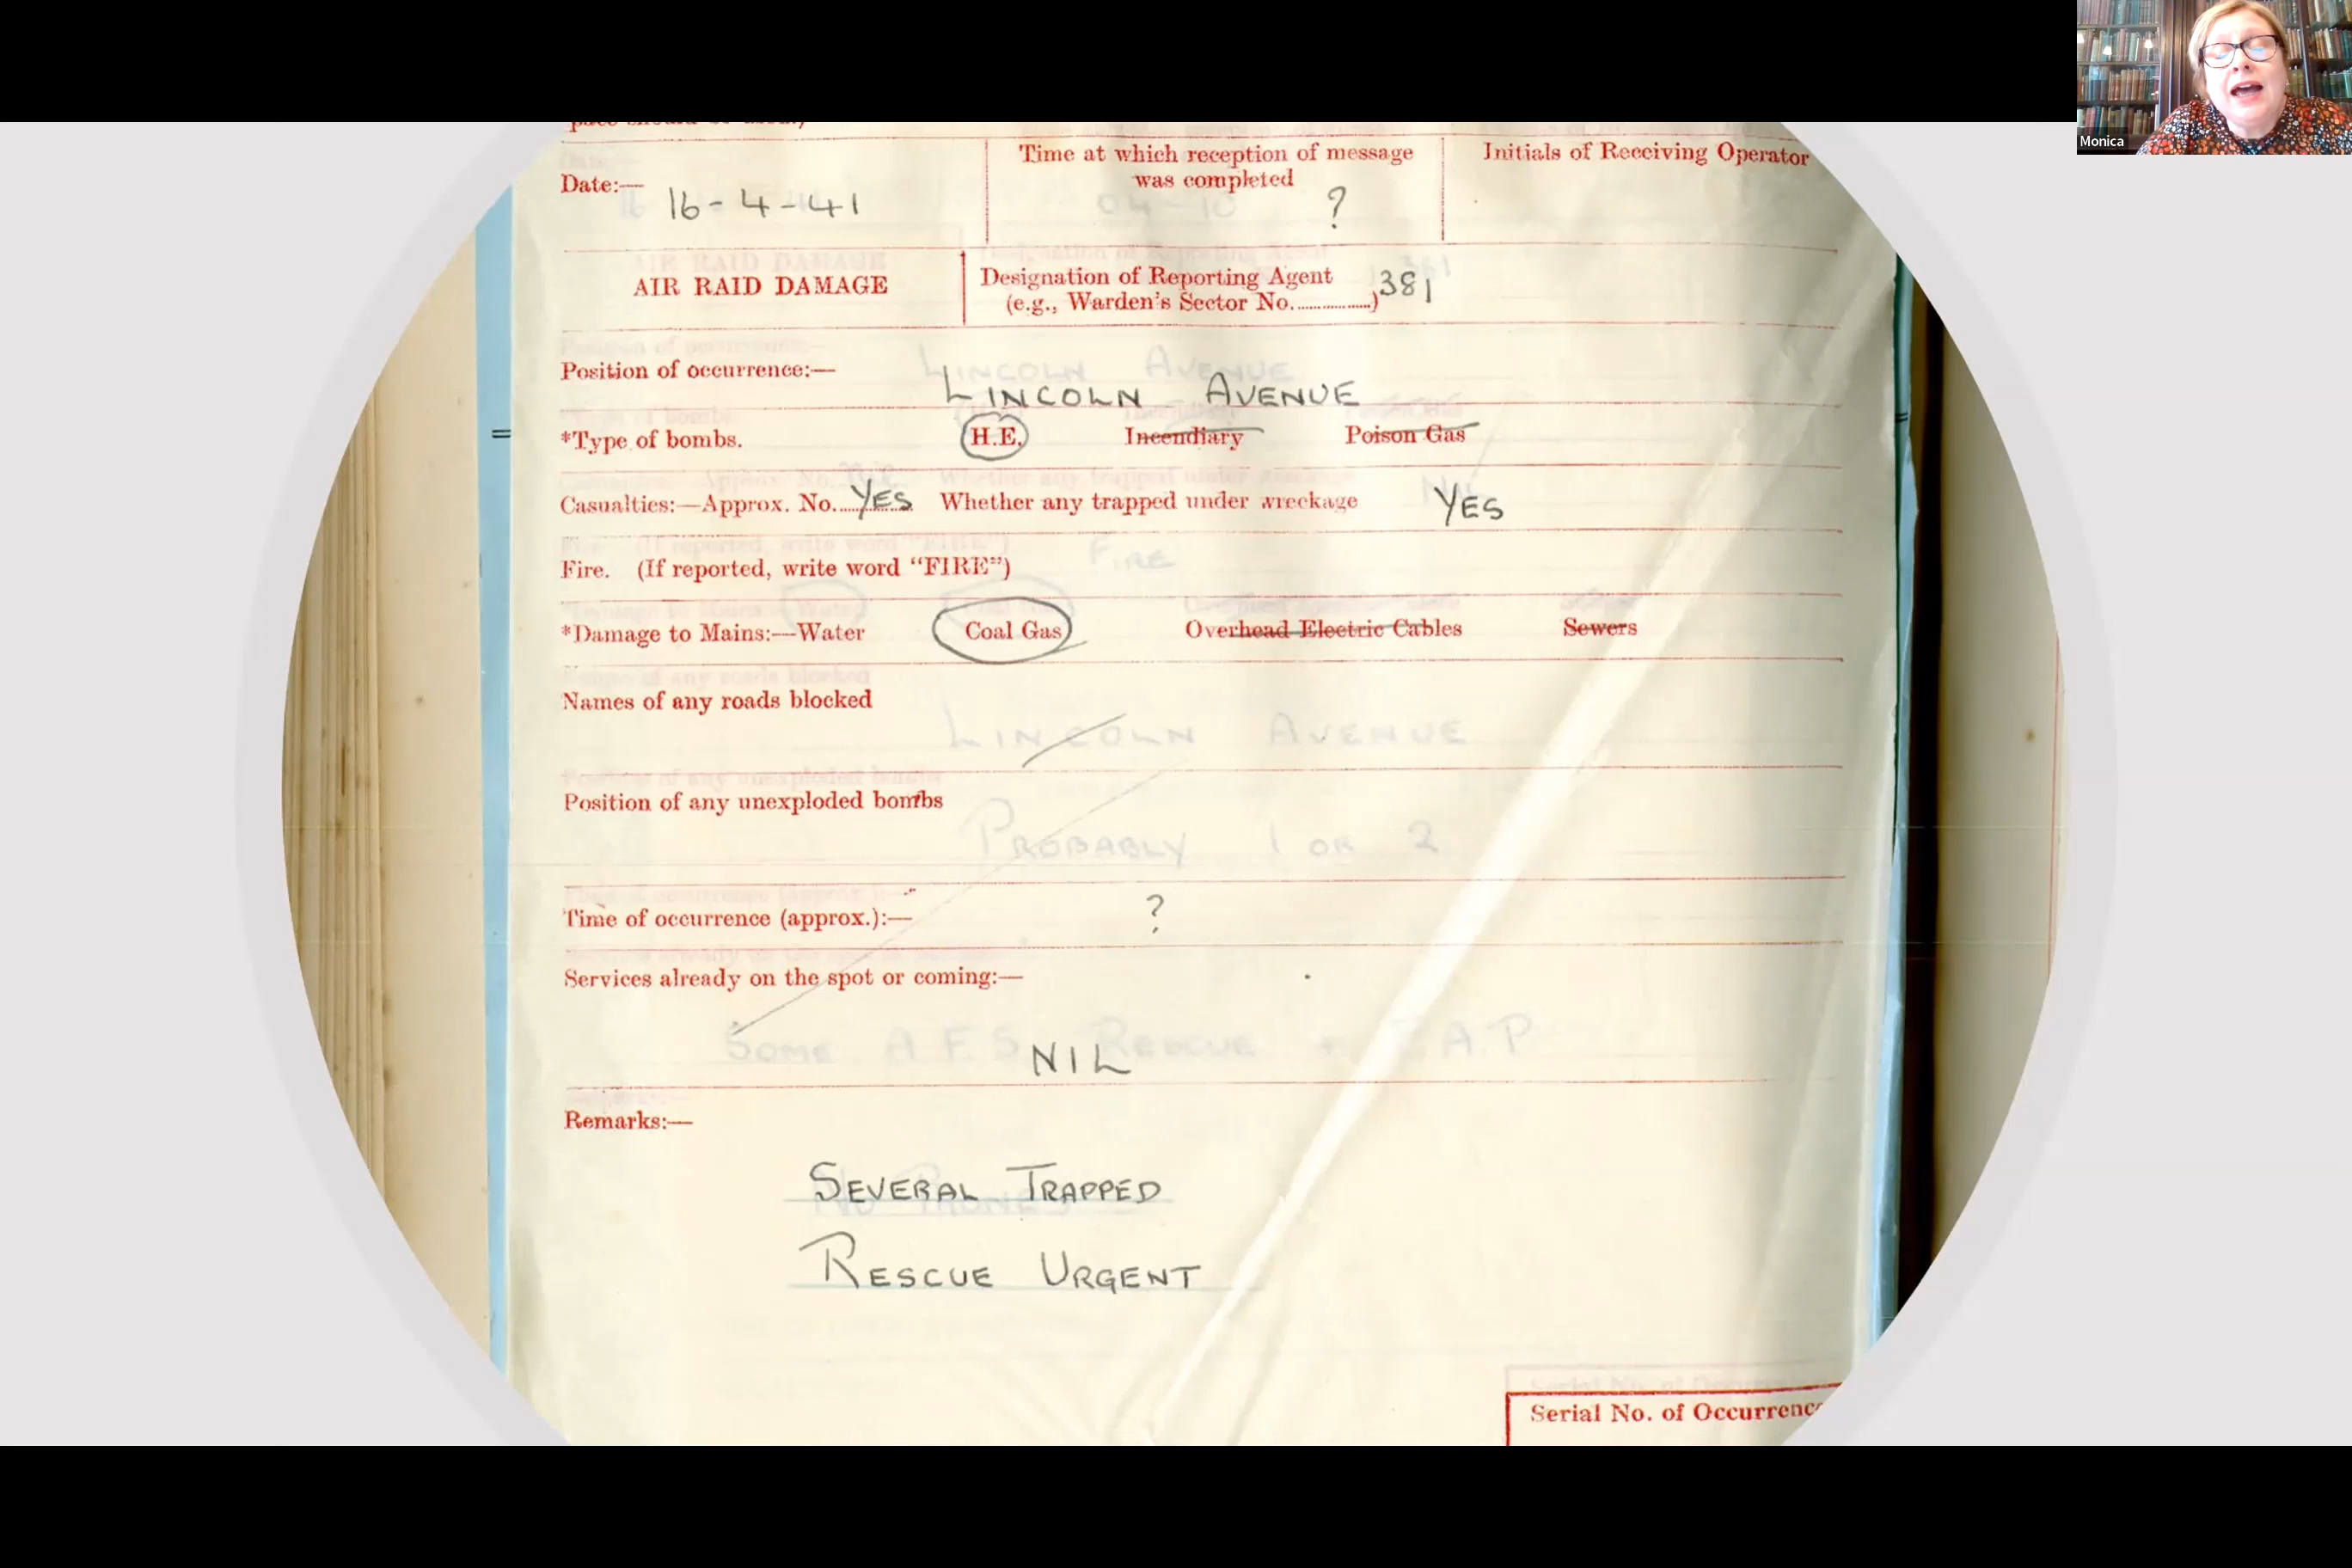 Monica
Date:— 16-4-41
Time at which reception of message
was completed ?
Initials of Receiving Operator
AIR RAID DAMAGE
Designation of Reporting Agent
(e.g., Warden's Sector No..................) 381
Position of occurrence:— LINCOLN AVENUE
*Type of bombs. H.E. Incendiary Poison Gas
Casualties:—Approx. No. YES Whether any trapped under wreckage YES
Fire. (If reported, write word "FIRE")
*Damage to Mains:—Water Coal Gas Overhead Electric Cables Sewers
Names of any roads blocked
LINCOLN AVENUE
Position of any unexploded bombs
PROBABLY 1 OR 2
Time of occurrence (approx.):— ?
Services already on the spot or coming:—
NIL
Remarks:—
SEVERAL TRAPPED
RESCUE URGENT
Serial No. of Occurrence